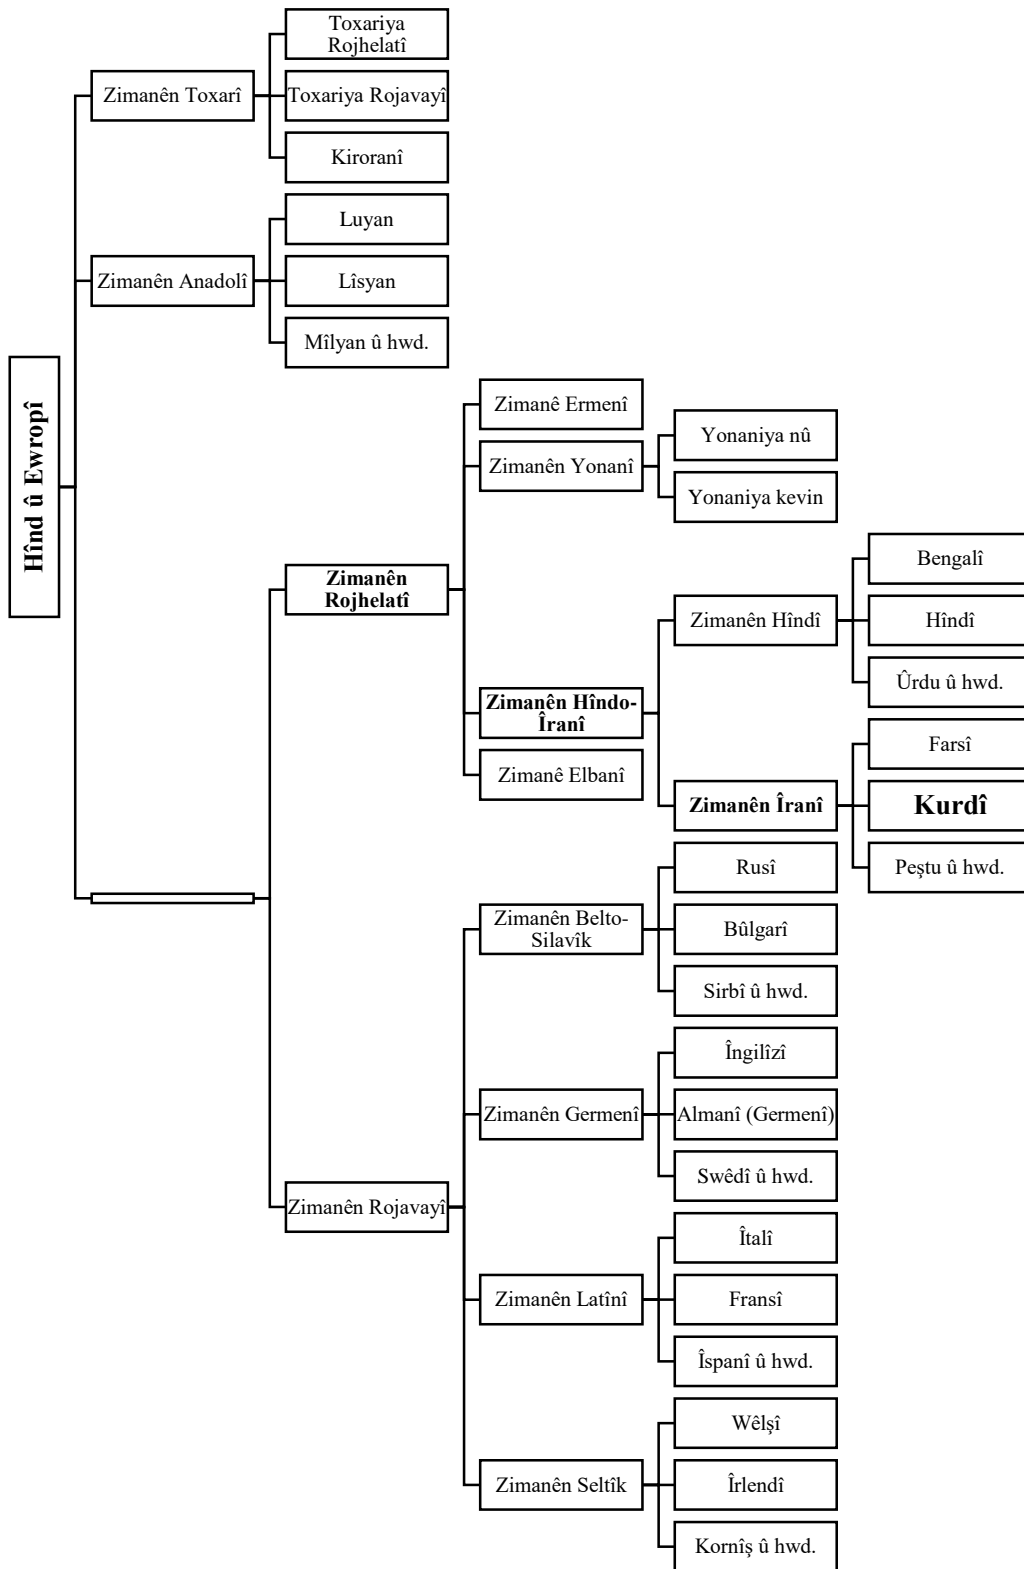 Hînd û Ewropî
Zimanên Toxarî
Toxariya
Rojhelatî
Toxariya Rojavayî
Kiroranî
Zimanên Anadolî
Luyan
Lîsyan
Mîlyan û hwd.
Zimanên
Rojhelatî
Zimanê Ermenî
Zimanên Yonanî
Yonaniya nû
Yonaniya kevin
Zimanên Hîndo-
Îranî
Zimanên Hîndî
Bengalî
Hîndî
Ûrdu û hwd.
Zimanên Îranî
Farsî
Kurdî
Peştu û hwd.
Zimanê Elbanî
Zimanên Rojavayî
Zimanên Belto-
Silavîk
Rusî
Bûlgarî
Sirbî û hwd.
Zimanên Germenî
Îngilîzî
Almanî (Germenî)
Swêdî û hwd.
Zimanên Latînî
Îtalî
Fransî
Îspanî û hwd.
Zimanên Seltîk
Wêlşî
Îrlendî
Kornîş û hwd.